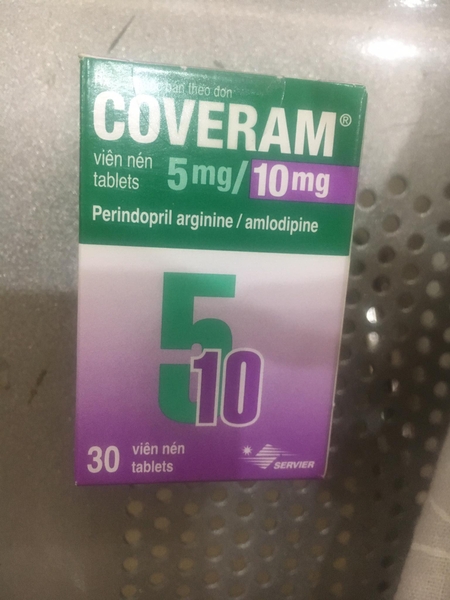 bán theo đơn
COVERAM®
viên nén
tablets
5mg/10mg
Perindopril arginine / amlodipine
5
10
30 viên nén
tablets
SERVIER